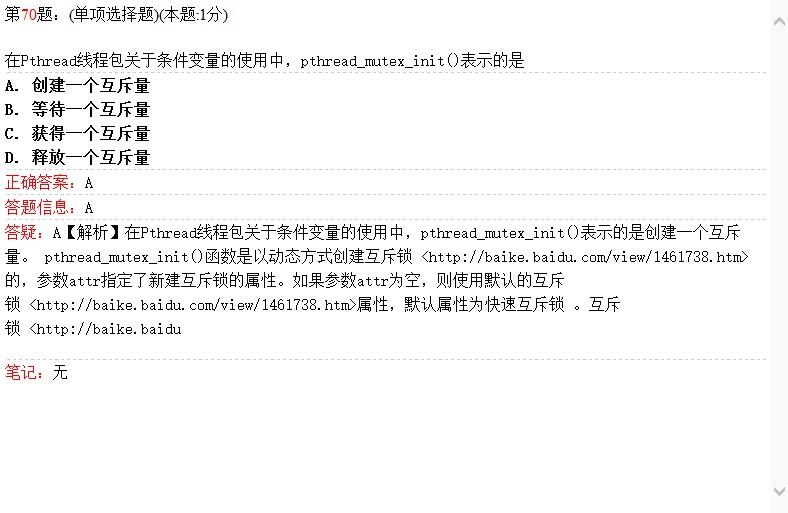 第70题：(单项选择题)(本题:1分)
在Pthread线程包关于条件变量的使用中，pthread_mutex_init()表示的是
A. 创建一个互斥量
B. 等待一个互斥量
C. 获得一个互斥量
D. 释放一个互斥量
正确答案：A
答题信息：A
答疑：A【解析】在Pthread线程包关于条件变量的使用中，pthread_mutex_init()表示的是创建一个互斥
量。 pthread_mutex_init()函数是以动态方式创建互斥锁 <http://baike.baidu.com/view/1461738.htm>
的，参数attr指定了新建互斥锁的属性。如果参数attr为空，则使用默认的互斥
锁 <http://baike.baidu.com/view/1461738.htm>属性，默认属性为快速互斥锁 。互斥
锁 <http://baike.baidu
笔记：无